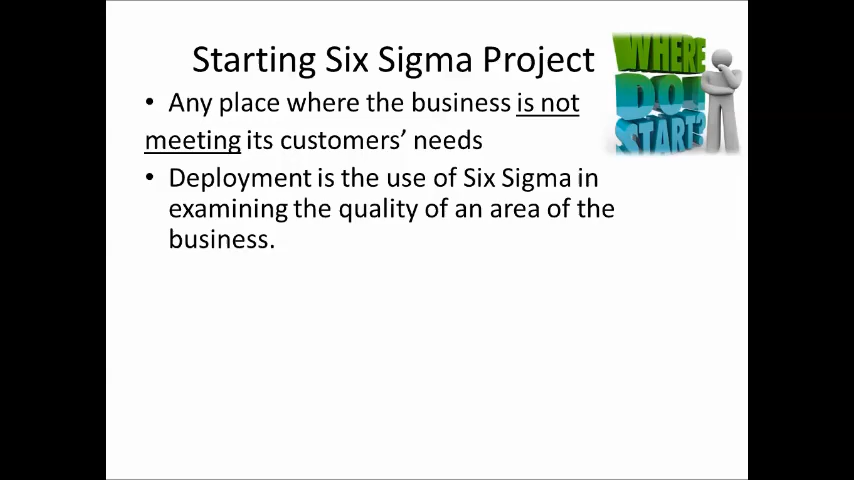 Starting Six Sigma Project
• Any place where the business is not
meeting its customers’ needs
• Deployment is the use of Six Sigma in
examining the quality of an area of the
business.
WHERE
DO I
START?